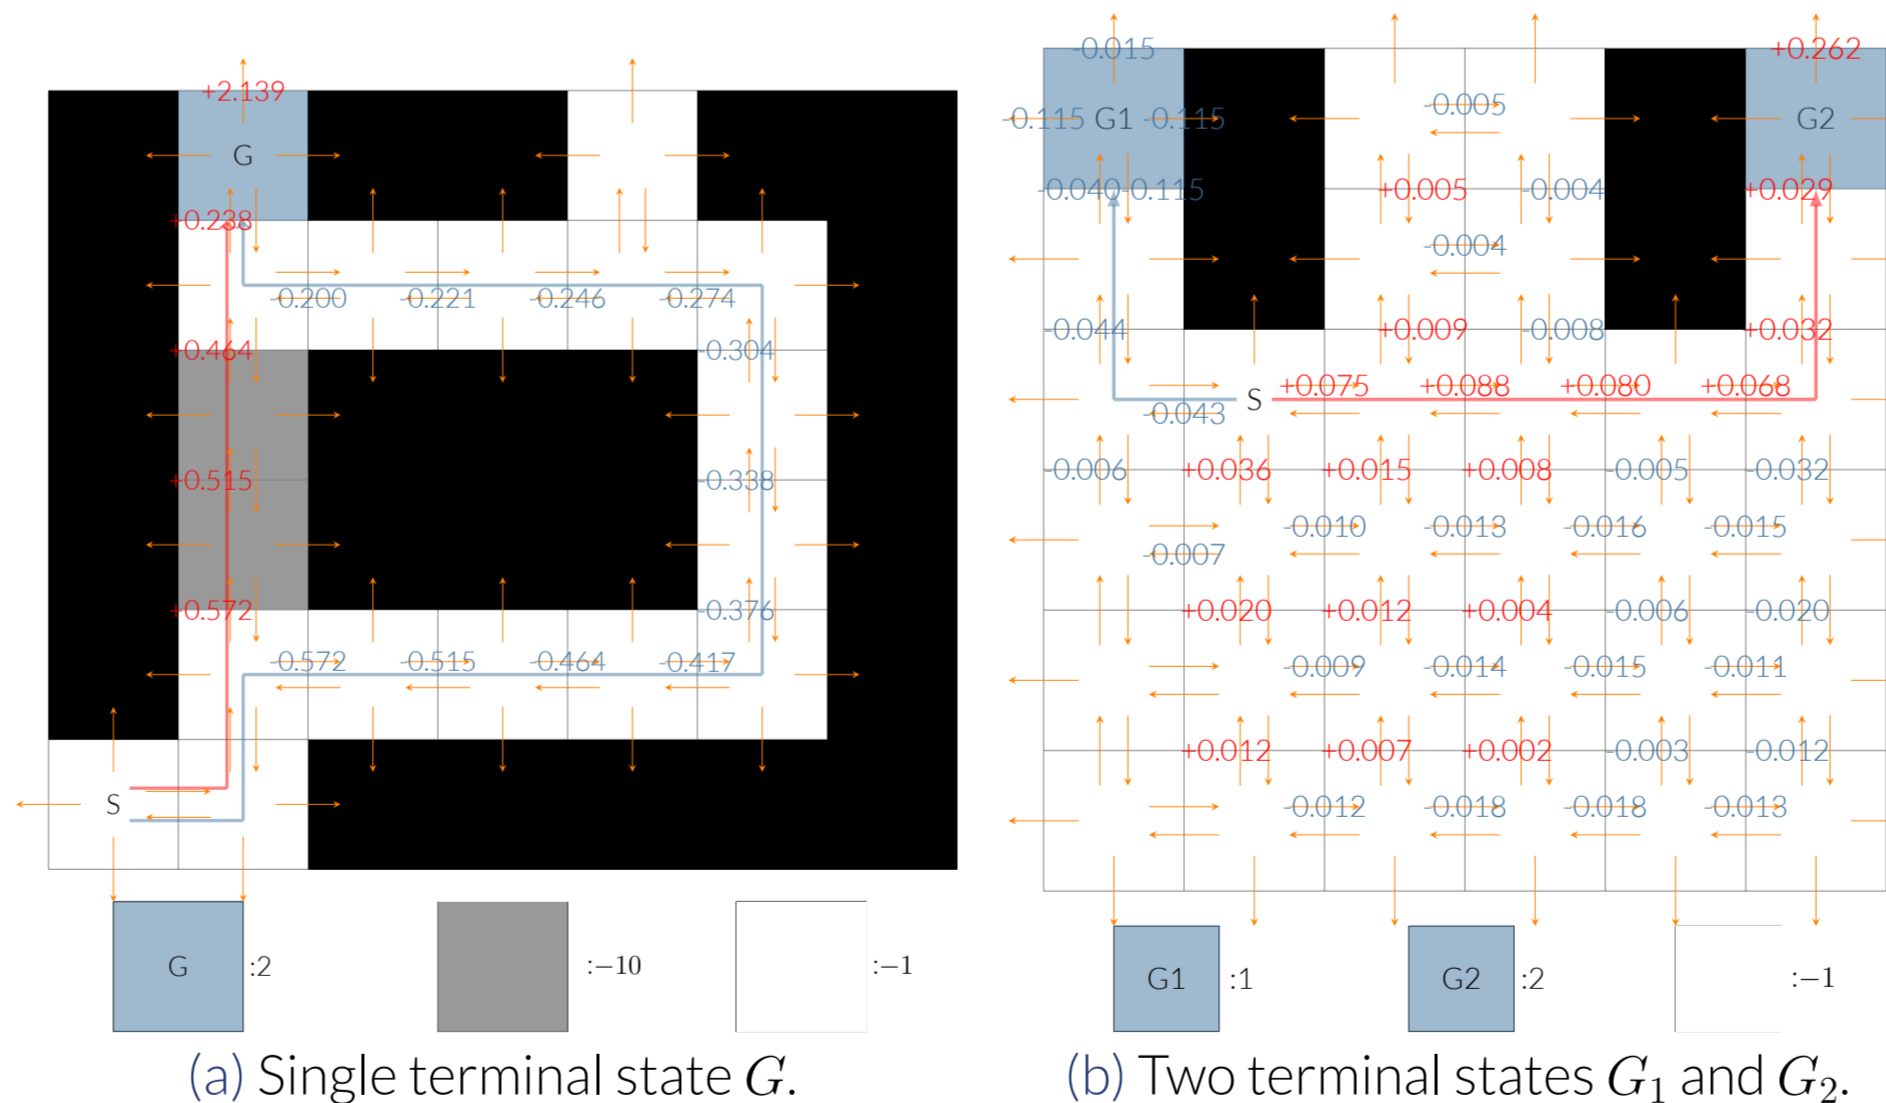 +2.139
G
+0.238
-0.200 -0.221 -0.246 -0.274
+0.464 -0.304
+0.515 -0.338
+0.572 -0.376
-0.572 -0.515 -0.464 -0.417
S
G :2 :−10 :−1
(a) Single terminal state G.
-0.015 +0.262
-0.005
-0.115 G1 -0.115 G2
-0.040 -0.115 +0.005 -0.004 +0.029
-0.004
-0.044 +0.009 -0.008 +0.032
S +0.075 +0.088 +0.080 +0.068
-0.043
-0.006 +0.036 +0.015 +0.008 -0.005 -0.032
-0.010 -0.013 -0.016 -0.015
-0.007
+0.020 +0.012 +0.004 -0.006 -0.020
-0.009 -0.014 -0.015 -0.011
+0.012 +0.007 +0.002 -0.003 -0.012
-0.012 -0.018 -0.018 -0.013
G1 :1 G2 :2 :−1
(b) Two terminal states G₁ and G₂.